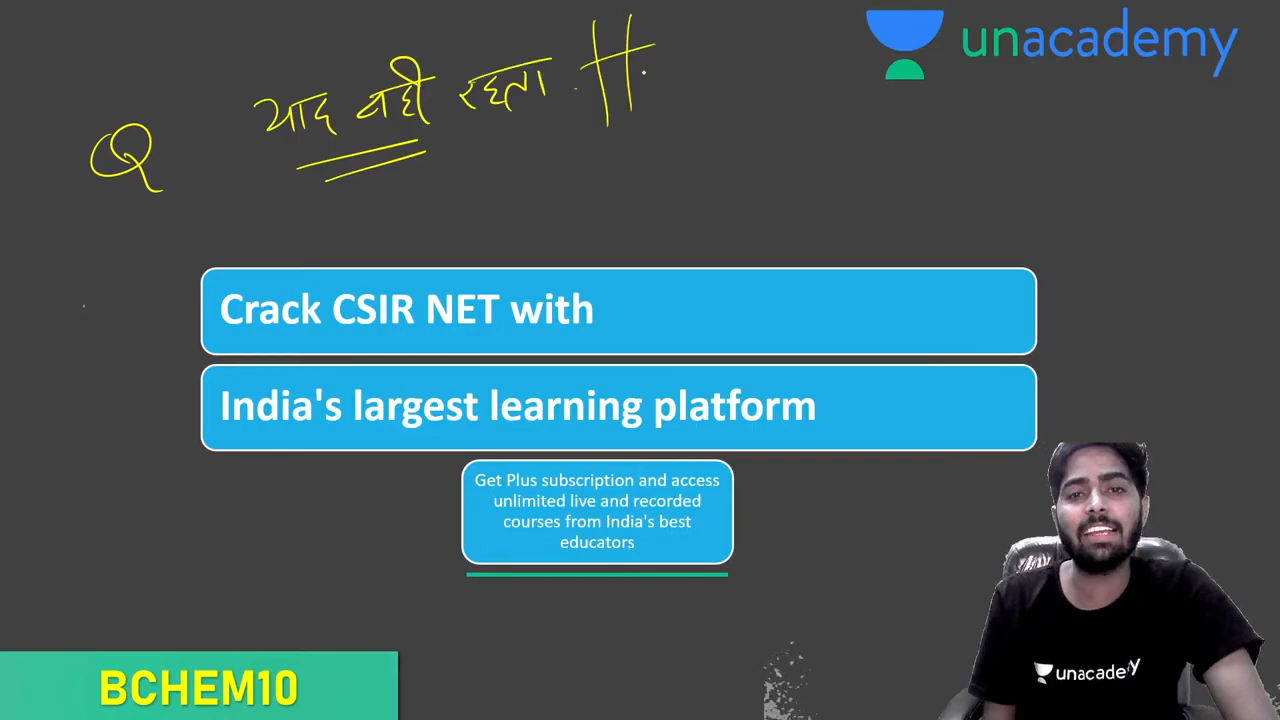 unacademy
याद नही रहता
Q
Crack CSIR NET with
India's largest learning platform
Get Plus subscription and access
unlimited live and recorded
courses from India's best
educators
unacademy
BCHEM10